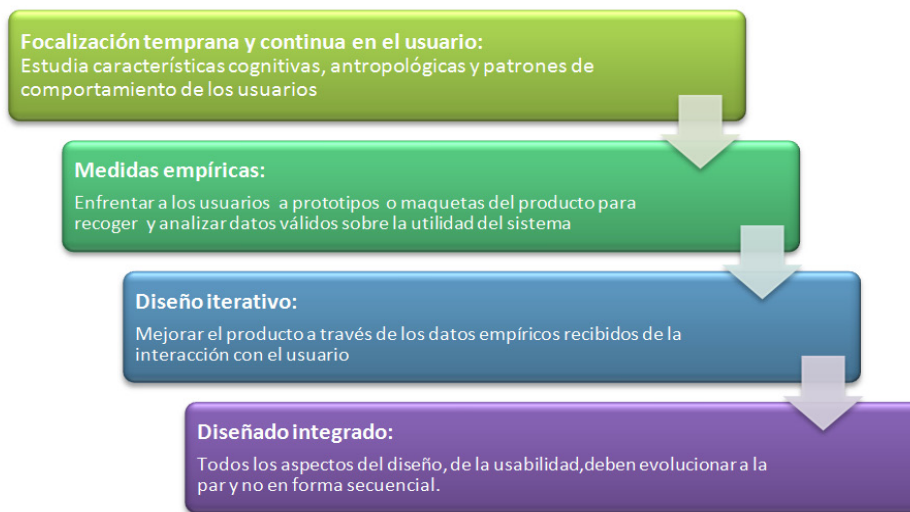 Focalización temprana y continua en el usuario:
Estudia características cognitivas, antropológicas y patrones de
comportamiento de los usuarios
Medidas empíricas:
Enfrentar a los usuarios a prototipos o maquetas del producto para
recoger y analizar datos válidos sobre la utilidad del sistema
Diseño iterativo:
Mejorar el producto a través de los datos empíricos recibidos de la
interacción con el usuario
Diseñado integrado:
Todos los aspectos del diseño, de la usabilidad,deben evolucionar a la
par y no en forma secuencial.